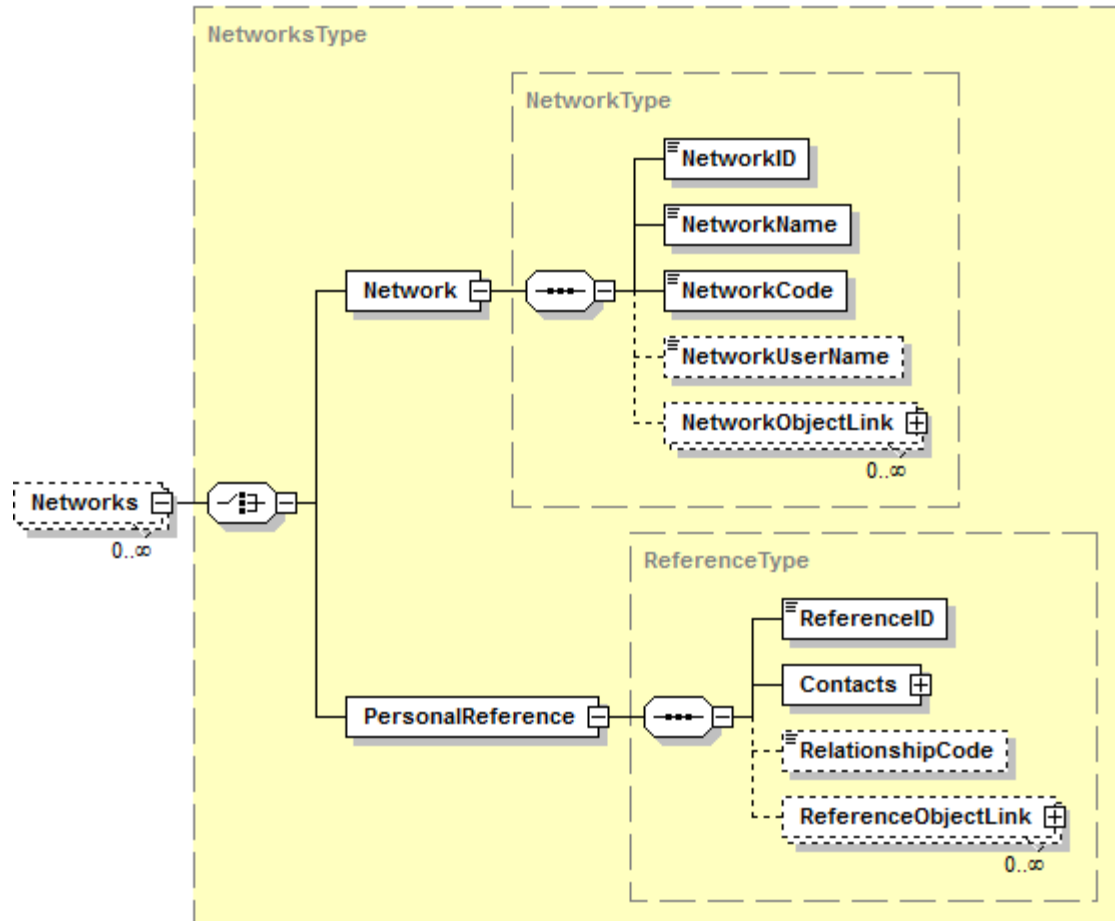 NetworksType
NetworkType
NetworkID
NetworkName
Network
NetworkCode
NetworkUserName
NetworkObjectLink
0..∞
Networks
0..∞
ReferenceType
ReferenceID
Contacts
PersonalReference
RelationshipCode
ReferenceObjectLink
0..∞